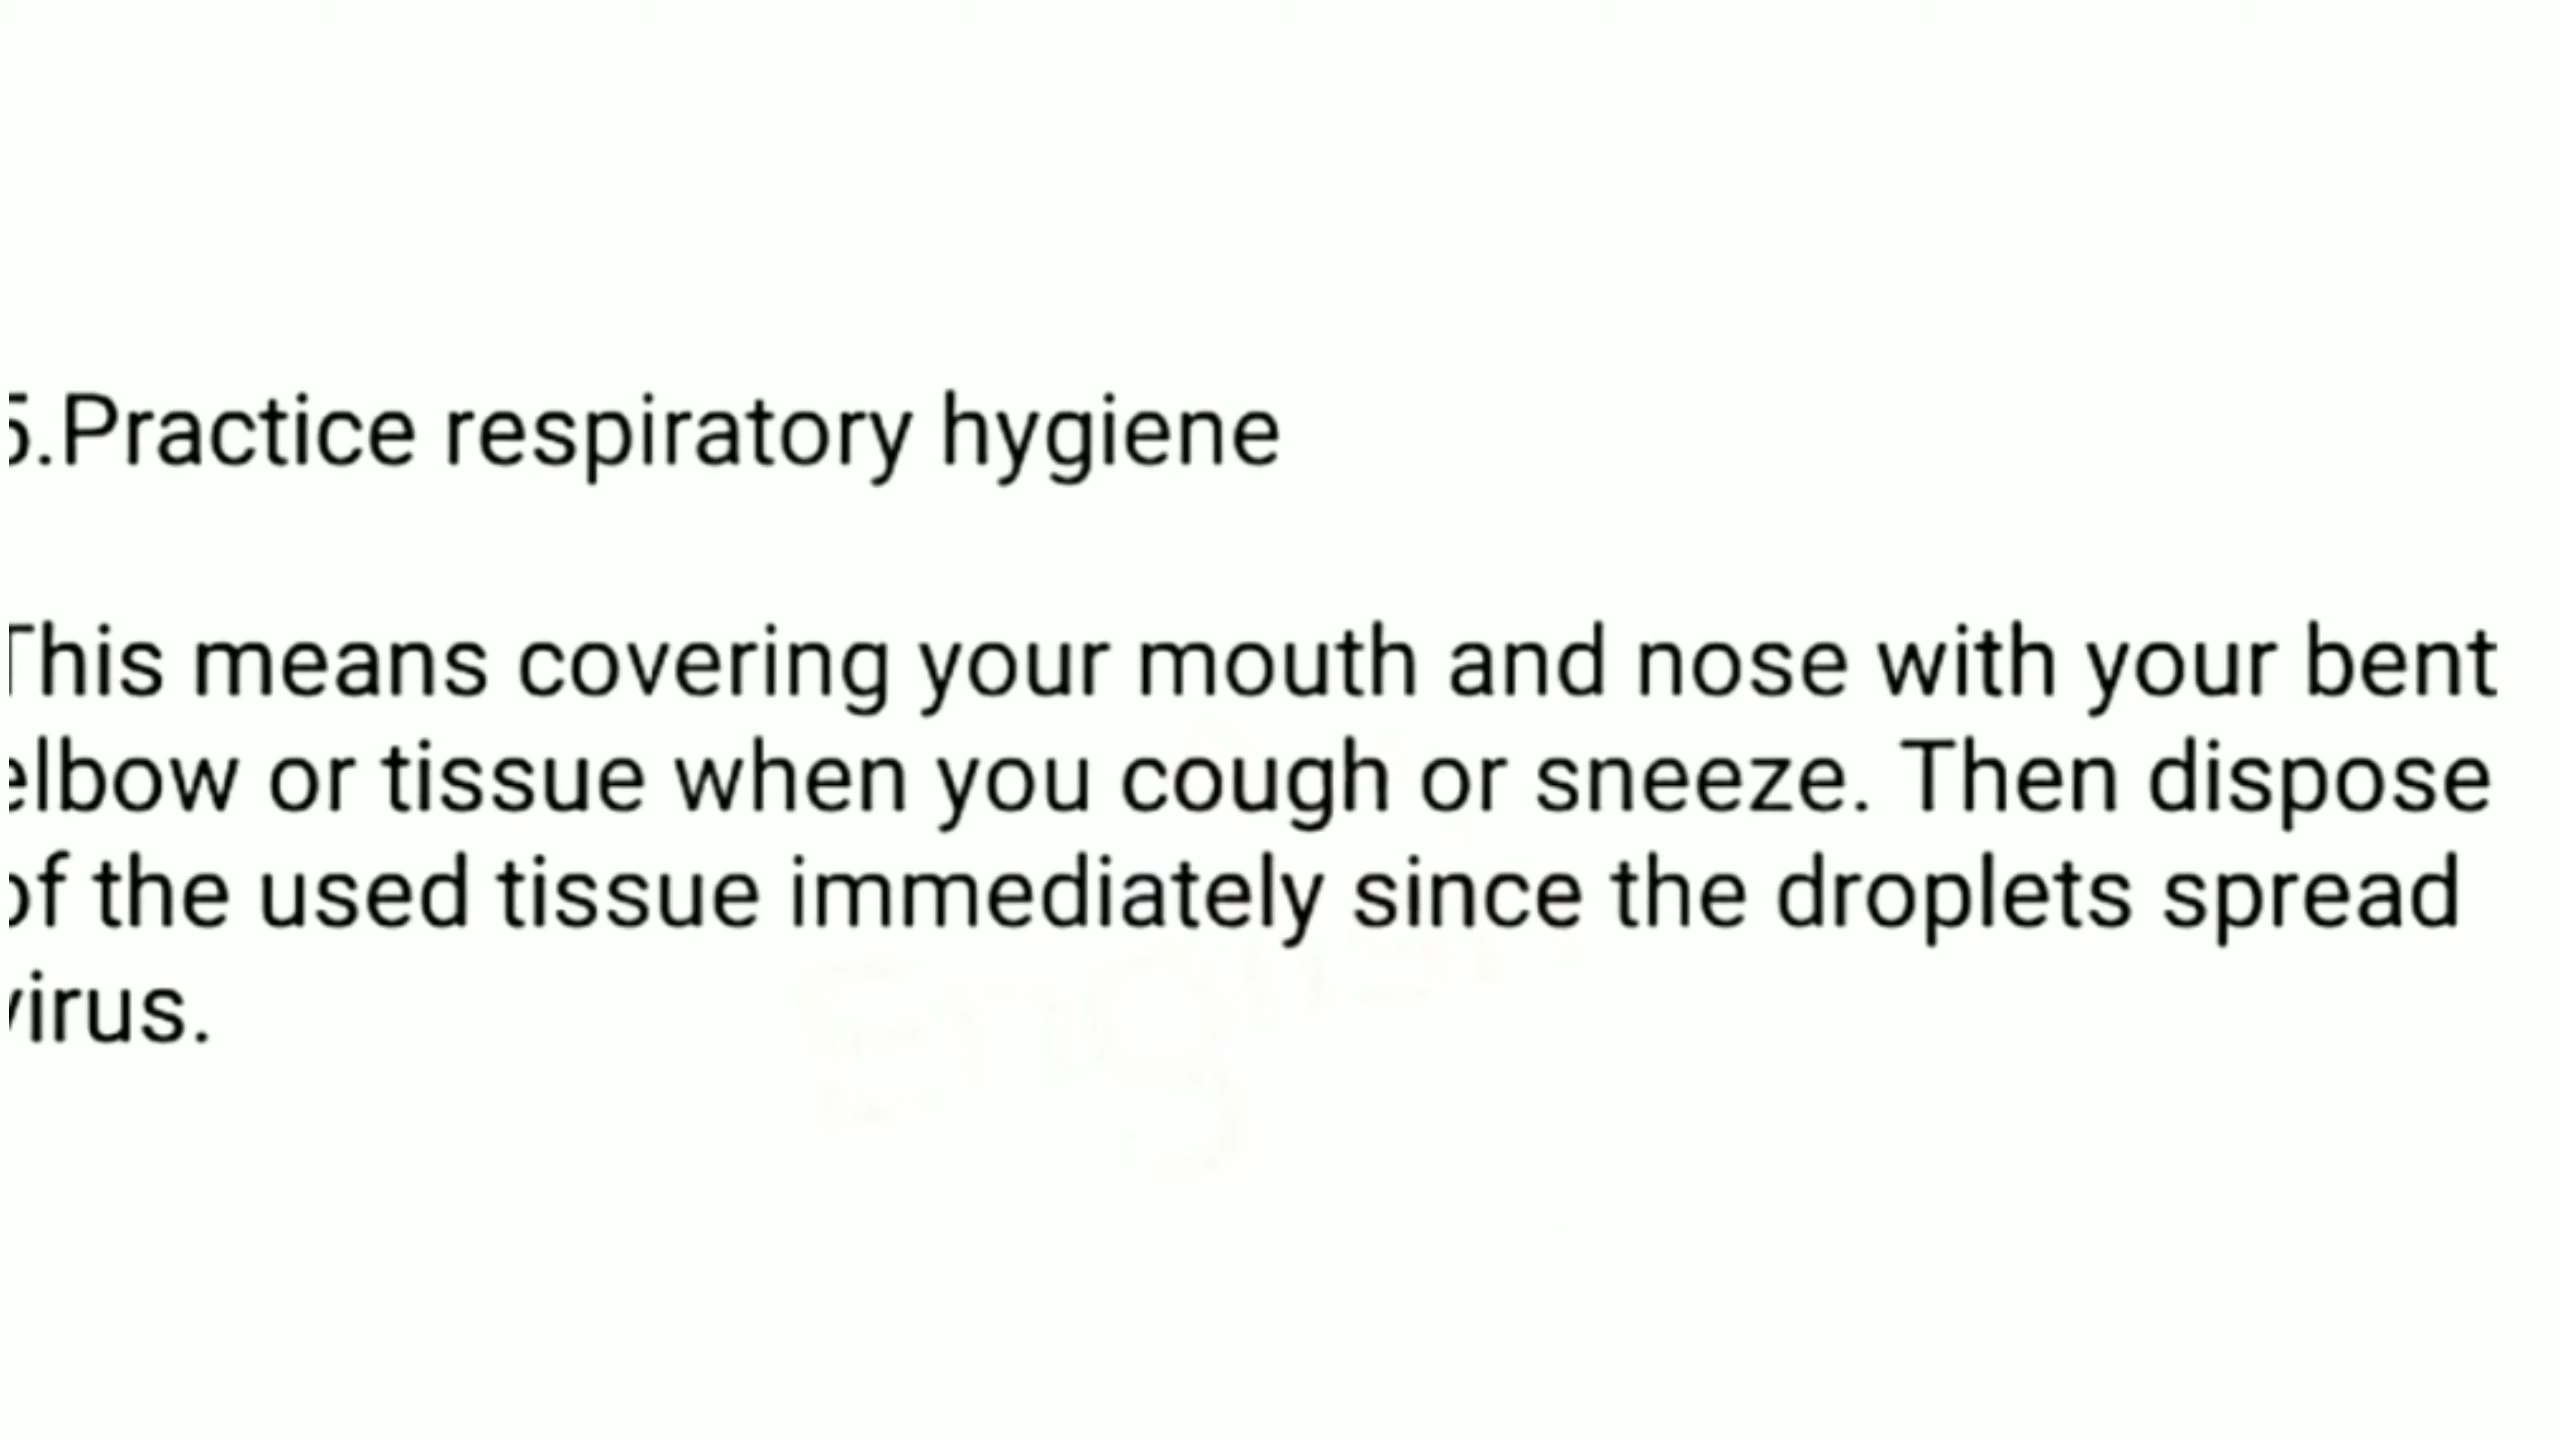 5.Practice respiratory hygiene
This means covering your mouth and nose with your bent
elbow or tissue when you cough or sneeze. Then dispose
of the used tissue immediately since the droplets spread
virus.